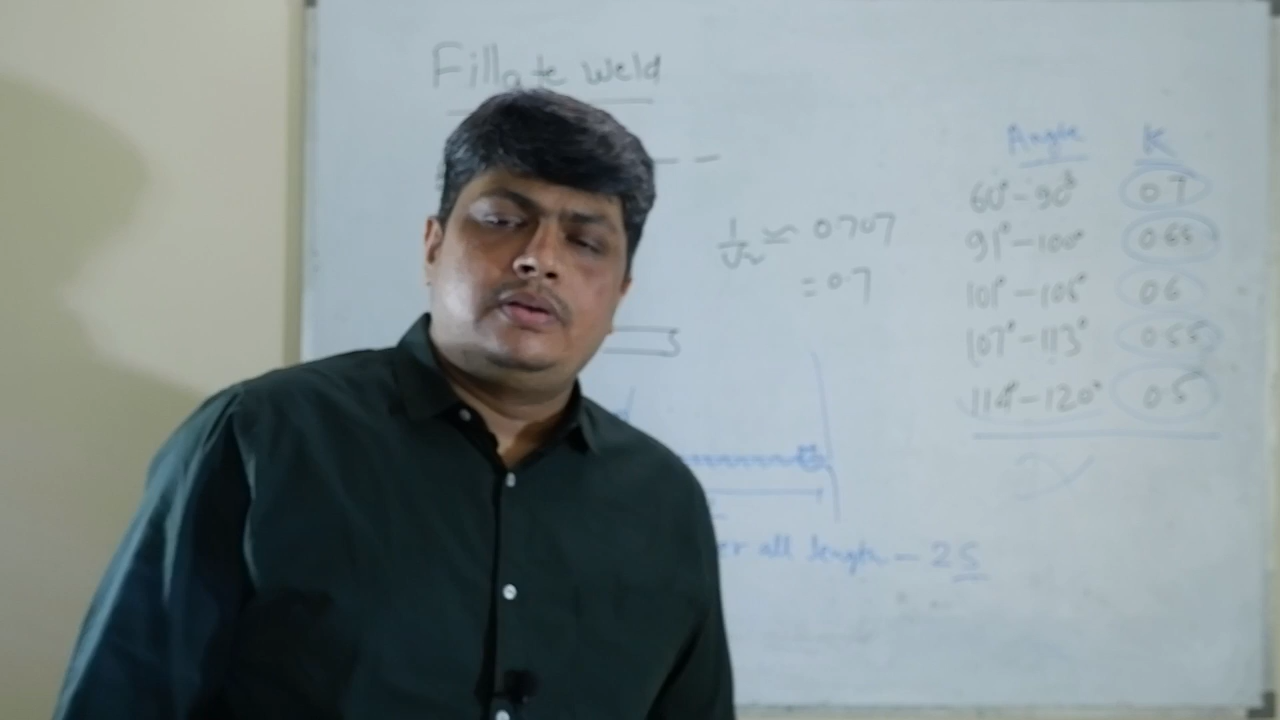 Fillate weld
1/√2 ≃ 0.707
= 0.7
Angle K
60° - 90° 0.7
91° - 100° 0.65
101° - 106° 0.6
107° - 113° 0.55
114° - 120° 0.5
all length - 2S